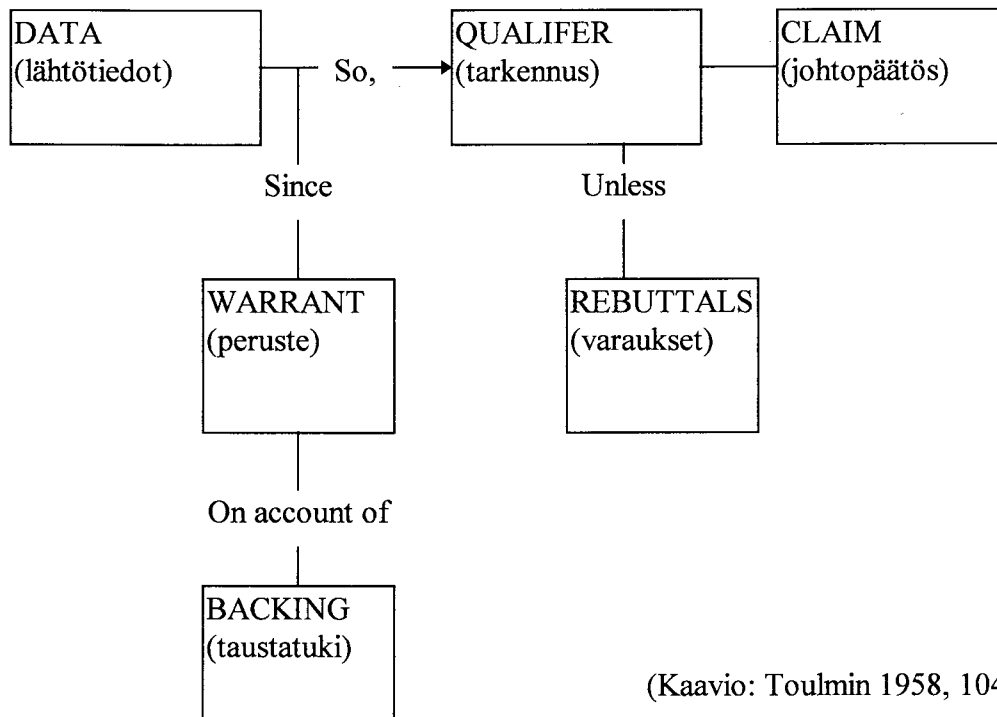 DATA
(lähtötiedot)
So,
QUALIFER
(tarkennus)
CLAIM
(johtopäätös)
Since
Unless
WARRANT
(peruste)
REBUTTALS
(varaukset)
On account of
BACKING
(taustatuki)
(Kaavio: Toulmin 1958, 104